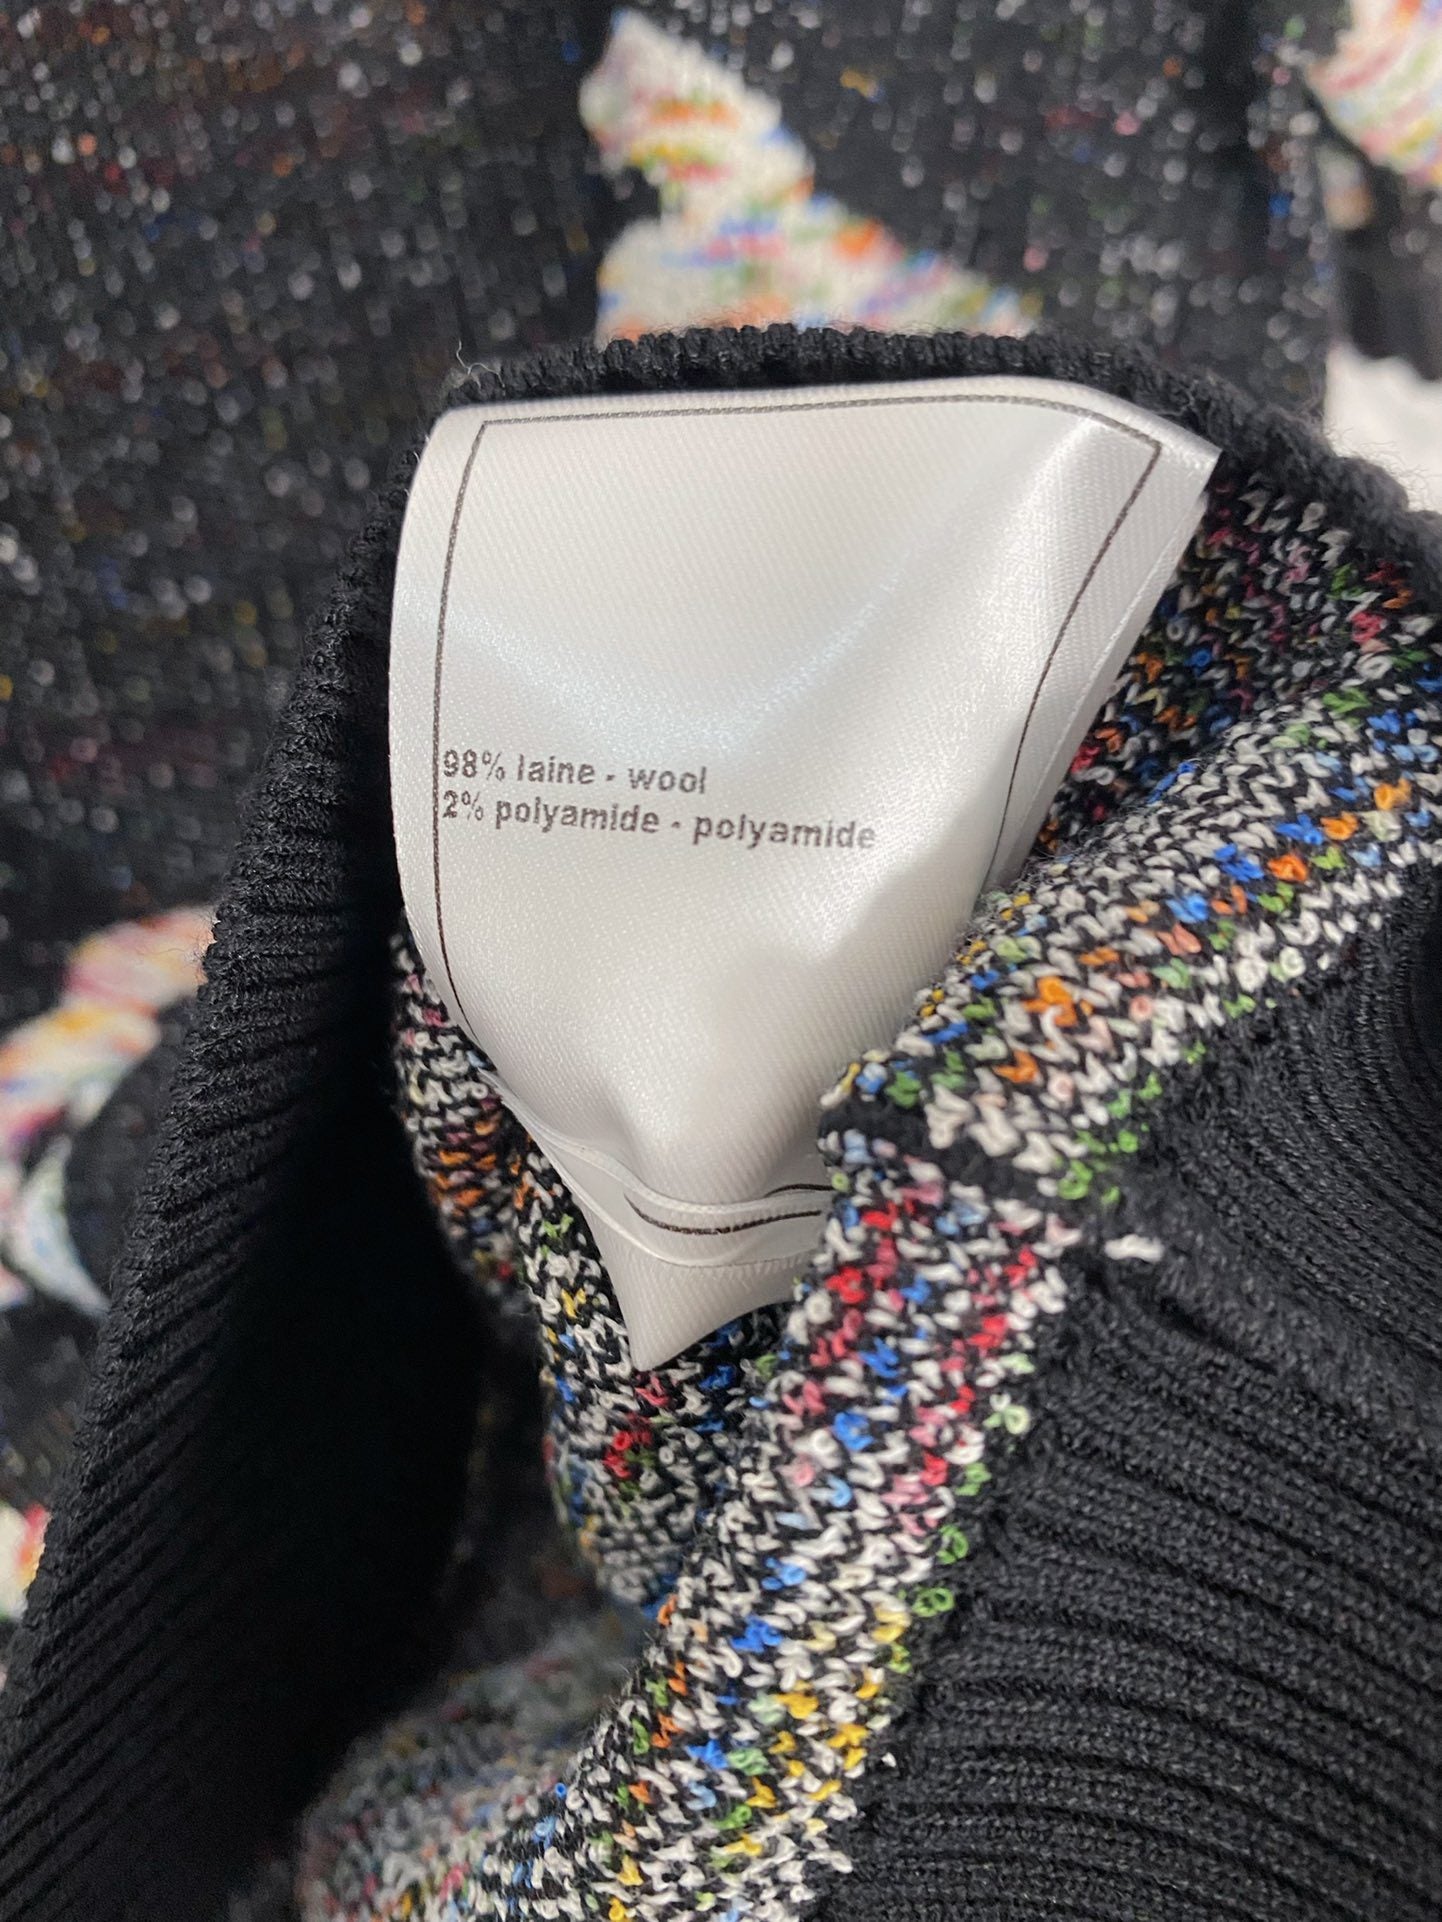 98% laine - wool
2% polyamide - polyamide